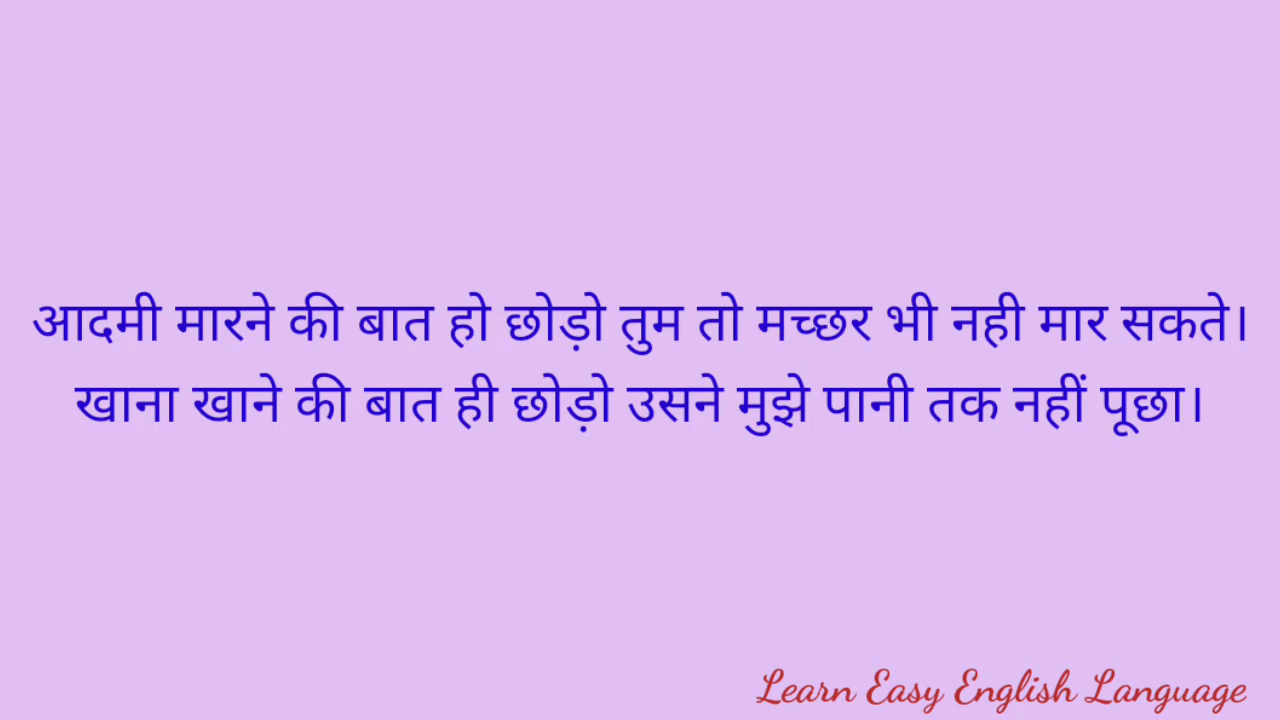 आदमी मारने की बात हो छोड़ो तुम तो मच्छर भी नही मार सकते।
खाना खाने की बात ही छोड़ो उसने मुझे पानी तक नहीं पूछा।
Learn Easy English Language